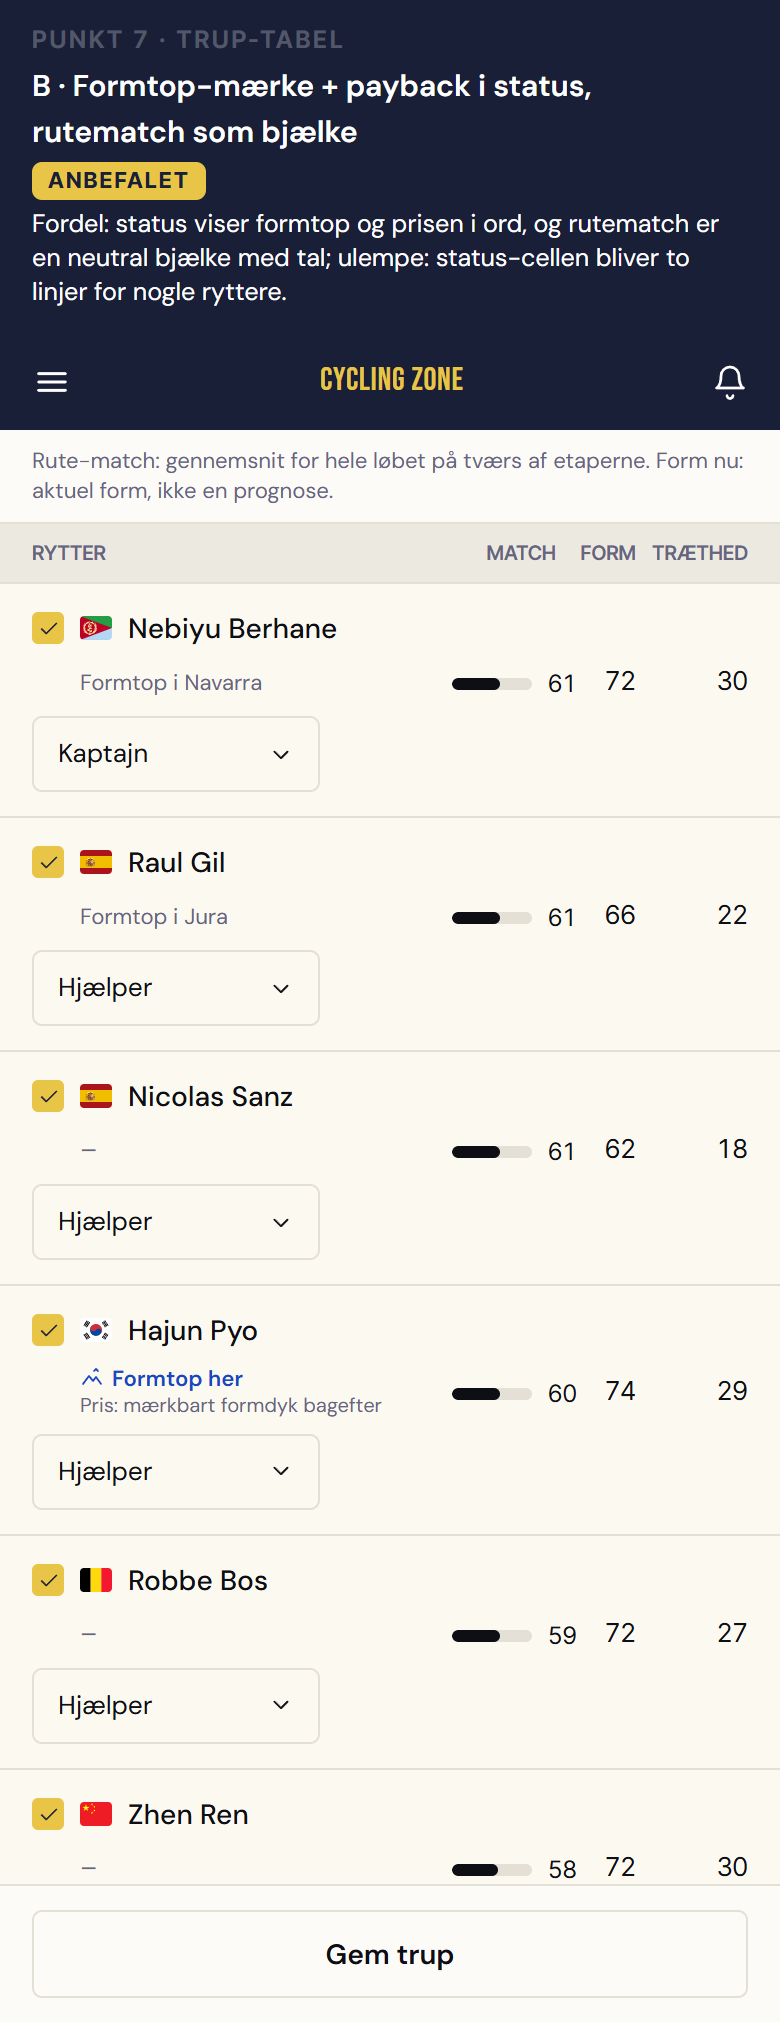 PUNKT 7 · TRUP-TABEL
B · Formtop-mærke + payback i status,
rutematch som bjælke
ANBEFALET
Fordel: status viser formtop og prisen i ord, og rutematch er
en neutral bjælke med tal; ulempe: status-cellen bliver to
linjer for nogle ryttere.
CYCLING ZONE
Rute-match: gennemsnit for hele løbet på tværs af etaperne. Form nu:
aktuel form, ikke en prognose.
RYTTER MATCH FORM TRÆTHED
Nebiyu Berhane
Formtop i Navarra 61 72 30
Kaptajn
Raul Gil
Formtop i Jura 61 66 22
Hjælper
Nicolas Sanz
– 61 62 18
Hjælper
Hajun Pyo
Formtop her
Pris: mærkbart formdyk bagefter 60 74 29
Hjælper
Robbe Bos
– 59 72 27
Hjælper
Zhen Ren
– 58 72 30
Gem trup